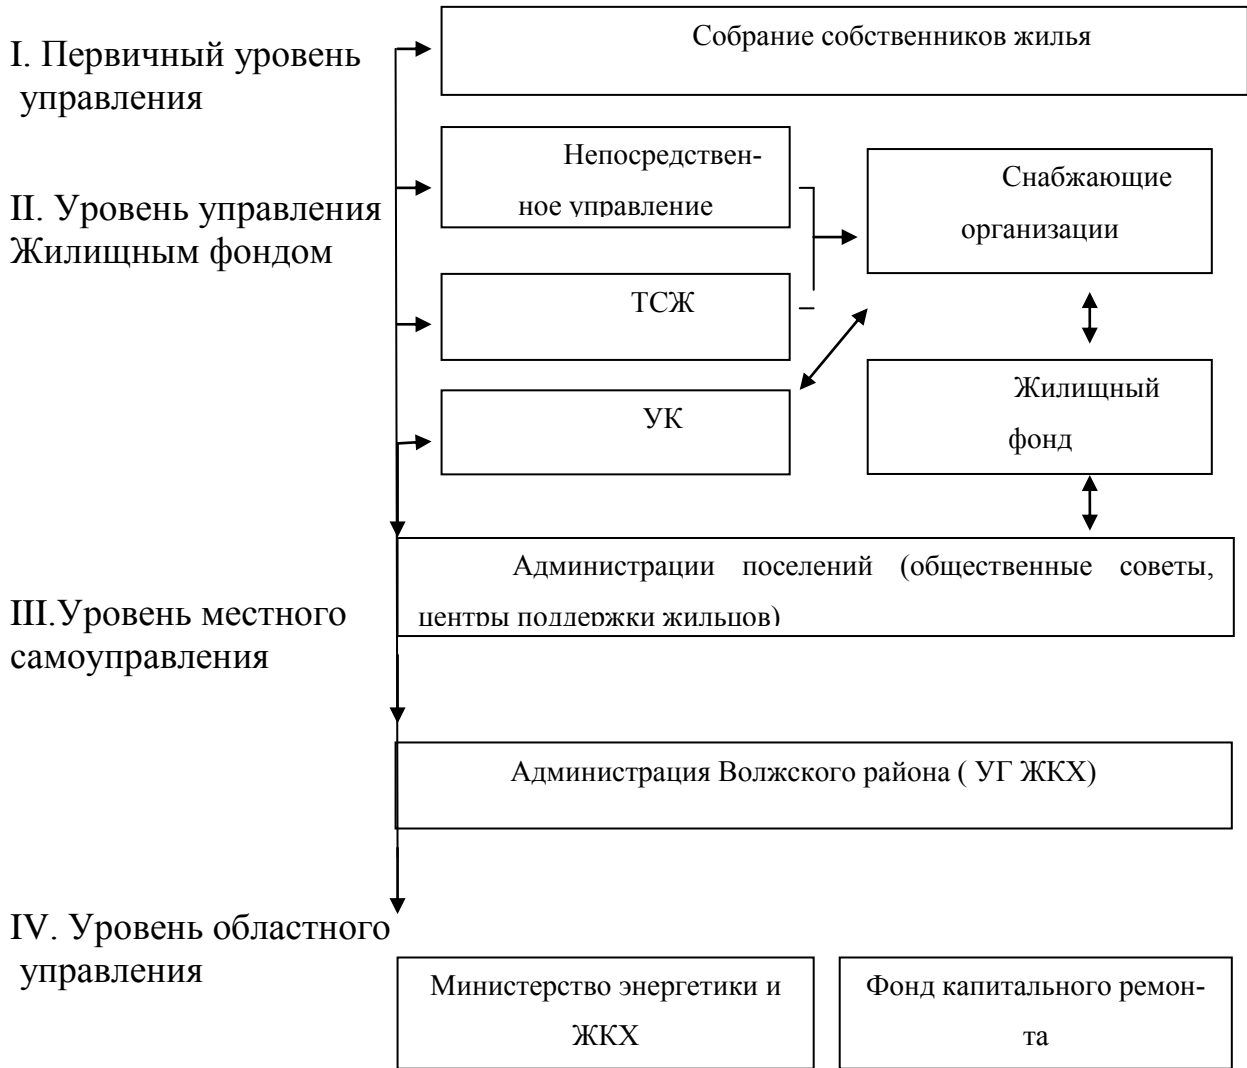 I. Первичный уровень
управления
Собрание собственников жилья
II. Уровень управления
Жилищным фондом
Непосредствен-
ное управление
ТСЖ
УК
Снабжающие
организации
Жилищный
фонд
III.Уровень местного
самоуправления
Администрации поселений (общественные советы,
центры поддержки жильцов)
Администрация Волжского района ( УГ ЖКХ)
IV. Уровень областного
управления
Министерство энергетики и
ЖКХ
Фонд капитального ремон-
та